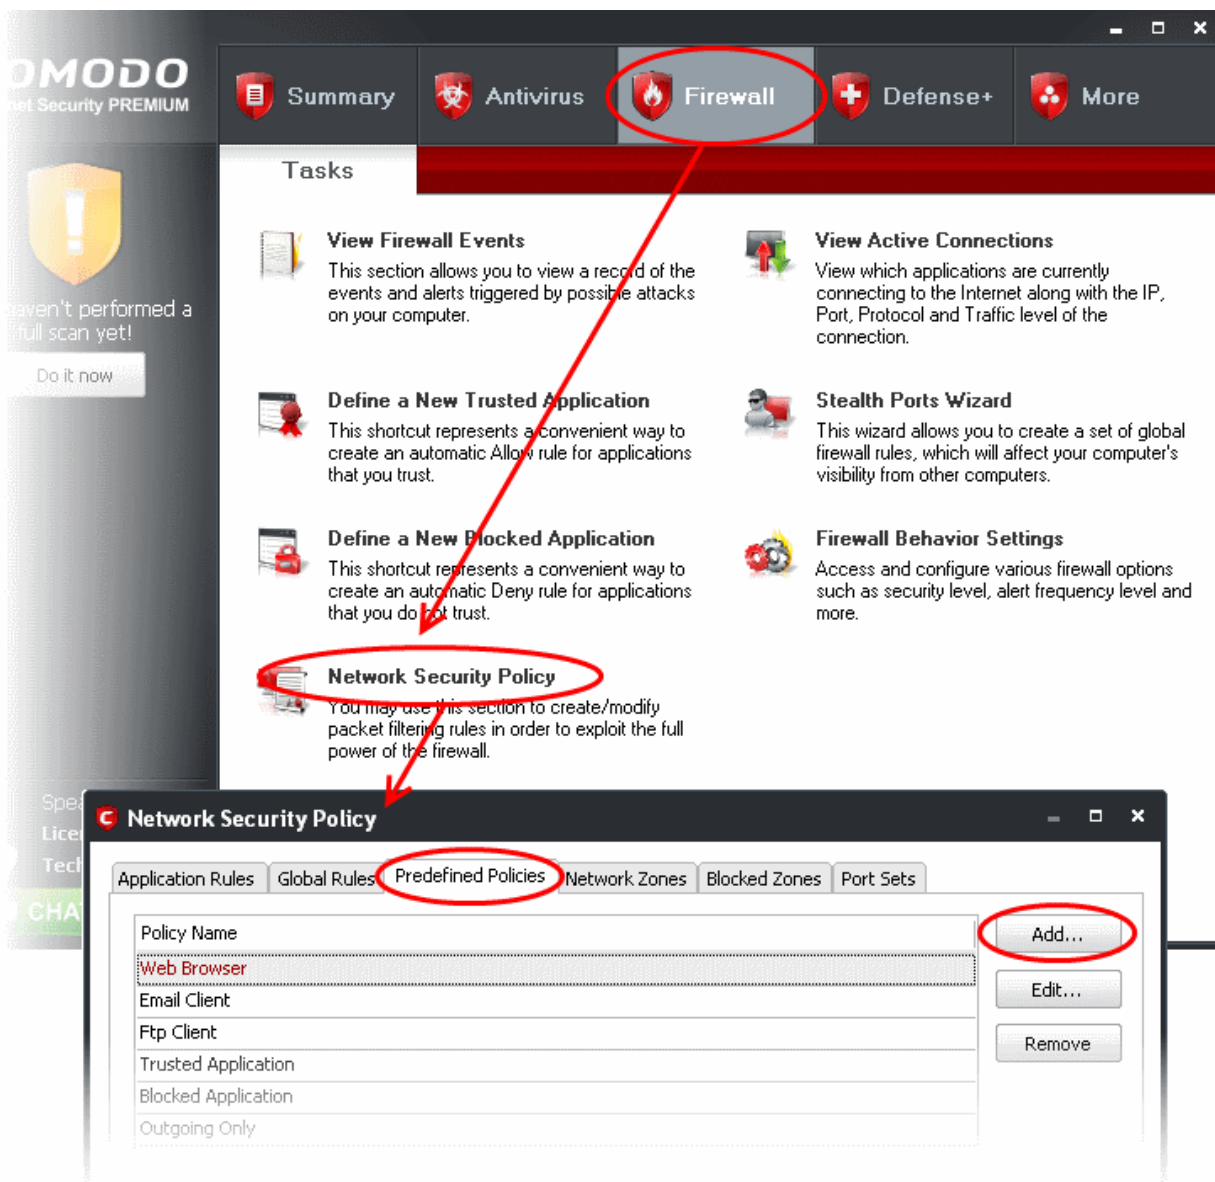 OMODO
net Security PREMIUM
Summary
Antivirus
Firewall
Defense+
More
Tasks
haven't performed a
full scan yet!
Do it now
View Firewall Events
This section allows you to view a record of the
events and alerts triggered by possible attacks
on your computer.
View Active Connections
View which applications are currently
connecting to the Internet along with the IP,
Port, Protocol and Traffic level of the
connection.
Define a New Trusted Application
This shortcut represents a convenient way to
create an automatic Allow rule for applications
that you trust.
Stealth Ports Wizard
This wizard allows you to create a set of global
firewall rules, which will affect your computer's
visibility from other computers.
Define a New Blocked Application
This shortcut represents a convenient way to
create an automatic Deny rule for applications
that you do not trust.
Firewall Behavior Settings
Access and configure various firewall options
such as security level, alert frequency level and
more.
Network Security Policy
You may use this section to create/modify
packet filtering rules in order to exploit the full
power of the firewall.
Spe
Lice
Tech
CHA
Network Security Policy
Application Rules
Global Rules
Predefined Policies
Network Zones
Blocked Zones
Port Sets
Policy Name
Web Browser
Email Client
Ftp Client
Trusted Application
Blocked Application
Outgoing Only
Add...
Edit...
Remove